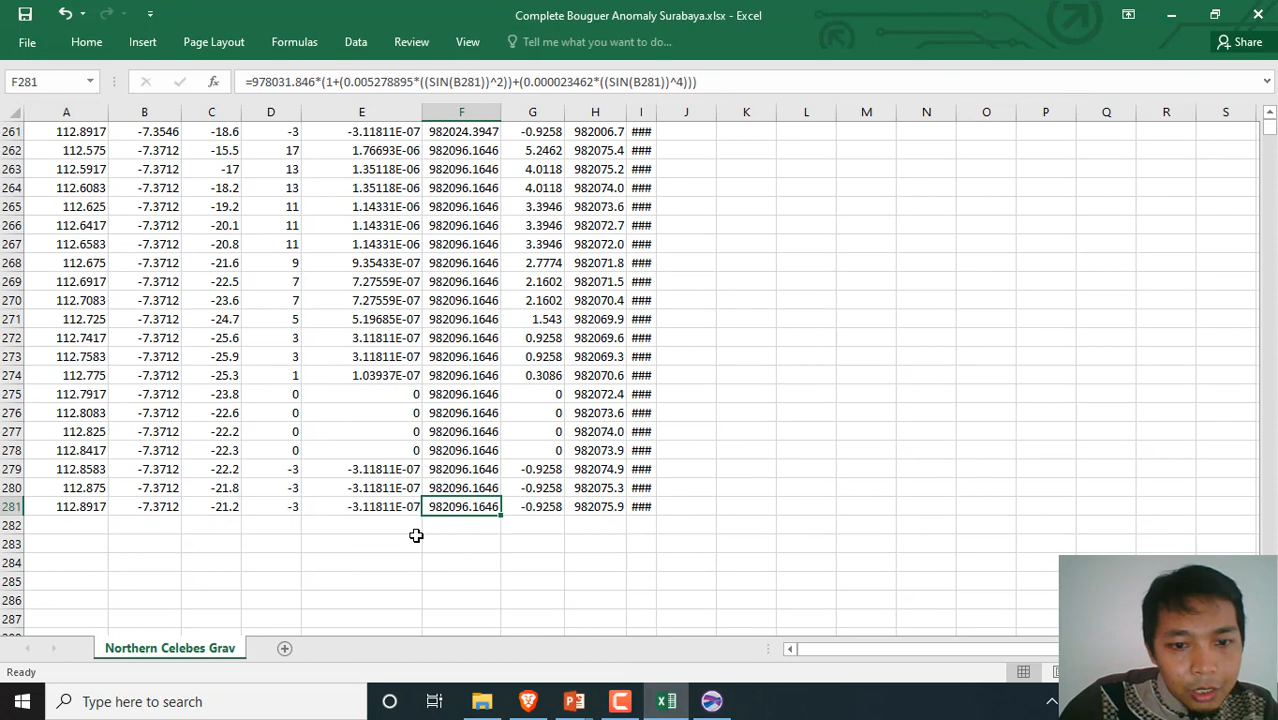 Complete Bouguer Anomaly Surabaya.xlsx - Excel
File Home Insert Page Layout Formulas Data Review View Tell me what you want to do... Share
F281 fx =978031.846*(1+(0.005278895*((SIN(B281))^2))+(0.000023462*((SIN(B281))^4)))
A B C D E F G H I J K L M N O P Q R S
261 112.8917 -7.3546 -18.6 -3 -3.11811E-07 982024.3947 -0.9258 982006.7 ###
262 112.575 -7.3712 -15.5 17 1.76693E-06 982096.1646 5.2462 982075.4 ###
263 112.5917 -7.3712 -17 13 1.35118E-06 982096.1646 4.0118 982075.2 ###
264 112.6083 -7.3712 -18.2 13 1.35118E-06 982096.1646 4.0118 982074.0 ###
265 112.625 -7.3712 -19.2 11 1.14331E-06 982096.1646 3.3946 982073.6 ###
266 112.6417 -7.3712 -20.1 11 1.14331E-06 982096.1646 3.3946 982072.7 ###
267 112.6583 -7.3712 -20.8 11 1.14331E-06 982096.1646 3.3946 982072.0 ###
268 112.675 -7.3712 -21.6 9 9.35433E-07 982096.1646 2.7774 982071.8 ###
269 112.6917 -7.3712 -22.5 7 7.27559E-07 982096.1646 2.1602 982071.5 ###
270 112.7083 -7.3712 -23.6 7 7.27559E-07 982096.1646 2.1602 982070.4 ###
271 112.725 -7.3712 -24.7 5 5.19685E-07 982096.1646 1.543 982069.9 ###
272 112.7417 -7.3712 -25.6 3 3.11811E-07 982096.1646 0.9258 982069.6 ###
273 112.7583 -7.3712 -25.9 3 3.11811E-07 982096.1646 0.9258 982069.3 ###
274 112.775 -7.3712 -25.3 1 1.03937E-07 982096.1646 0.3086 982070.6 ###
275 112.7917 -7.3712 -23.8 0 0 982096.1646 0 982072.4 ###
276 112.8083 -7.3712 -22.6 0 0 982096.1646 0 982073.6 ###
277 112.825 -7.3712 -22.2 0 0 982096.1646 0 982074.0 ###
278 112.8417 -7.3712 -22.3 0 0 982096.1646 0 982073.9 ###
279 112.8583 -7.3712 -22.2 -3 -3.11811E-07 982096.1646 -0.9258 982074.9 ###
280 112.875 -7.3712 -21.8 -3 -3.11811E-07 982096.1646 -0.9258 982075.3 ###
281 112.8917 -7.3712 -21.2 -3 -3.11811E-07 982096.1646 -0.9258 982075.9 ###
282
283
284
285
286
287
Northern Celebes Grav
Ready
Type here to search